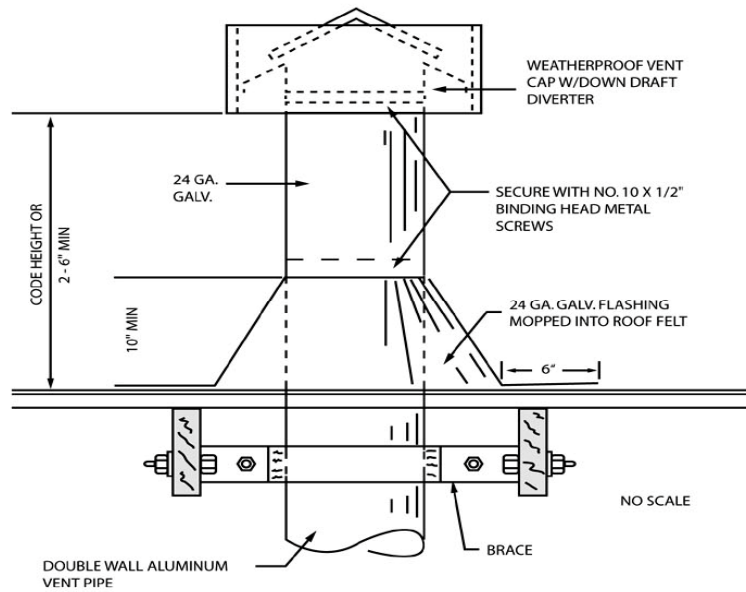 WEATHERPROOF VENT
CAP W/DOWN DRAFT
DIVERTER
24 GA.
GALV.
SECURE WITH NO. 10 X 1/2"
BINDING HEAD METAL
SCREWS
CODE HEIGHT OR
2 - 6" MIN
10" MIN
24 GA. GALV. FLASHING
MOPPED INTO ROOF FELT
6"
NO SCALE
BRACE
DOUBLE WALL ALUMINUM
VENT PIPE